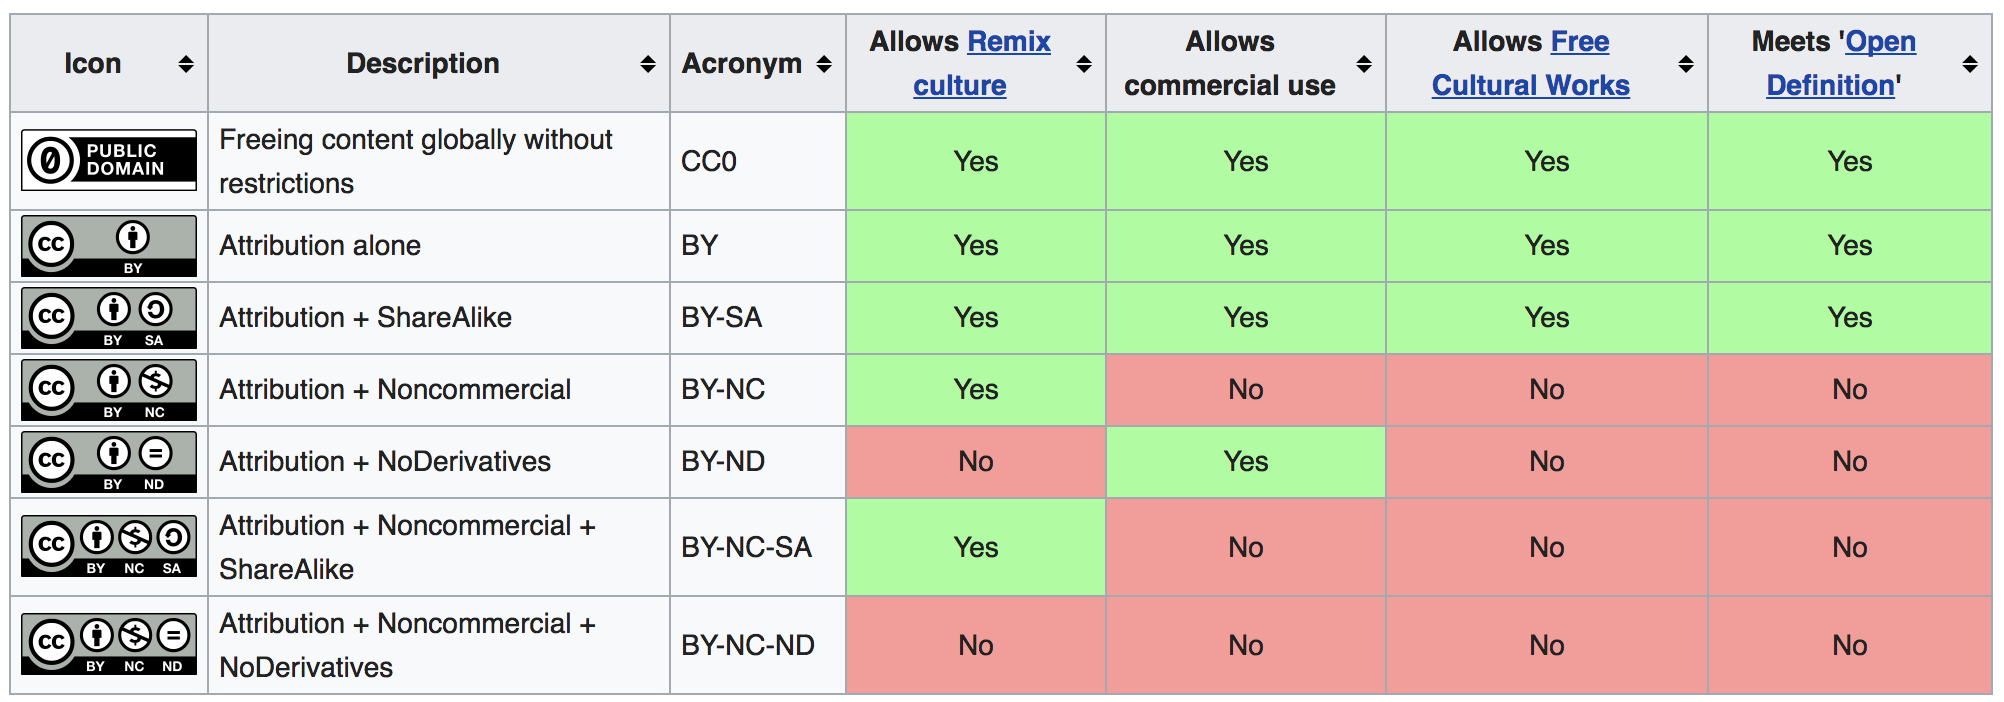 Icon
Description
Acronym
Allows Remix
culture
Allows
commercial use
Allows Free
Cultural Works
Meets 'Open
Definition'
PUBLIC
DOMAIN
Freeing content globally without
restrictions
CC0
Yes
Yes
Yes
Yes
cc
BY
Attribution alone
BY
Yes
Yes
Yes
Yes
cc
BY SA
Attribution + ShareAlike
BY-SA
Yes
Yes
Yes
Yes
cc
BY NC
Attribution + Noncommercial
BY-NC
Yes
No
No
No
cc
BY ND
Attribution + NoDerivatives
BY-ND
No
Yes
No
No
cc
BY NC SA
Attribution + Noncommercial +
ShareAlike
BY-NC-SA
Yes
No
No
No
cc
BY NC ND
Attribution + Noncommercial +
NoDerivatives
BY-NC-ND
No
No
No
No